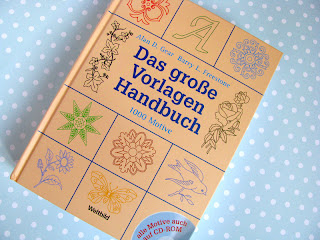 A
Alan D. Gear Barry L. Freestone
Das große
Vorlagen
Handbuch
1000 Motive
Weltbild
alle Motive auch
auf CD-ROM